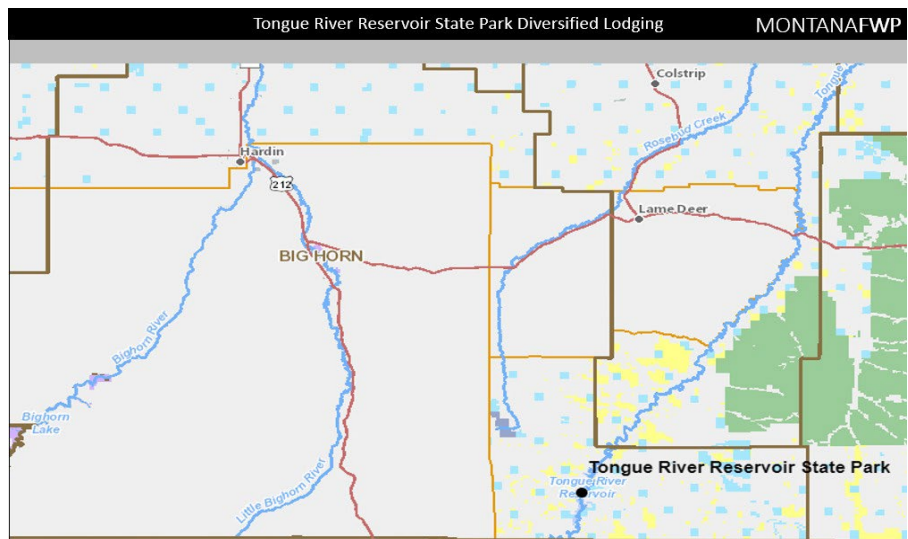 Tongue River Reservoir State Park Diversified Lodging
MONTANAFWP
Colstrip
Tongue
Rosebud Creek
Hardin
212
Lame Deer
BIG HORN
Bighorn River
Bighorn
Lake
Tongue River Reservoir State Park
Tongue River
Reservoir
Little Bighorn River